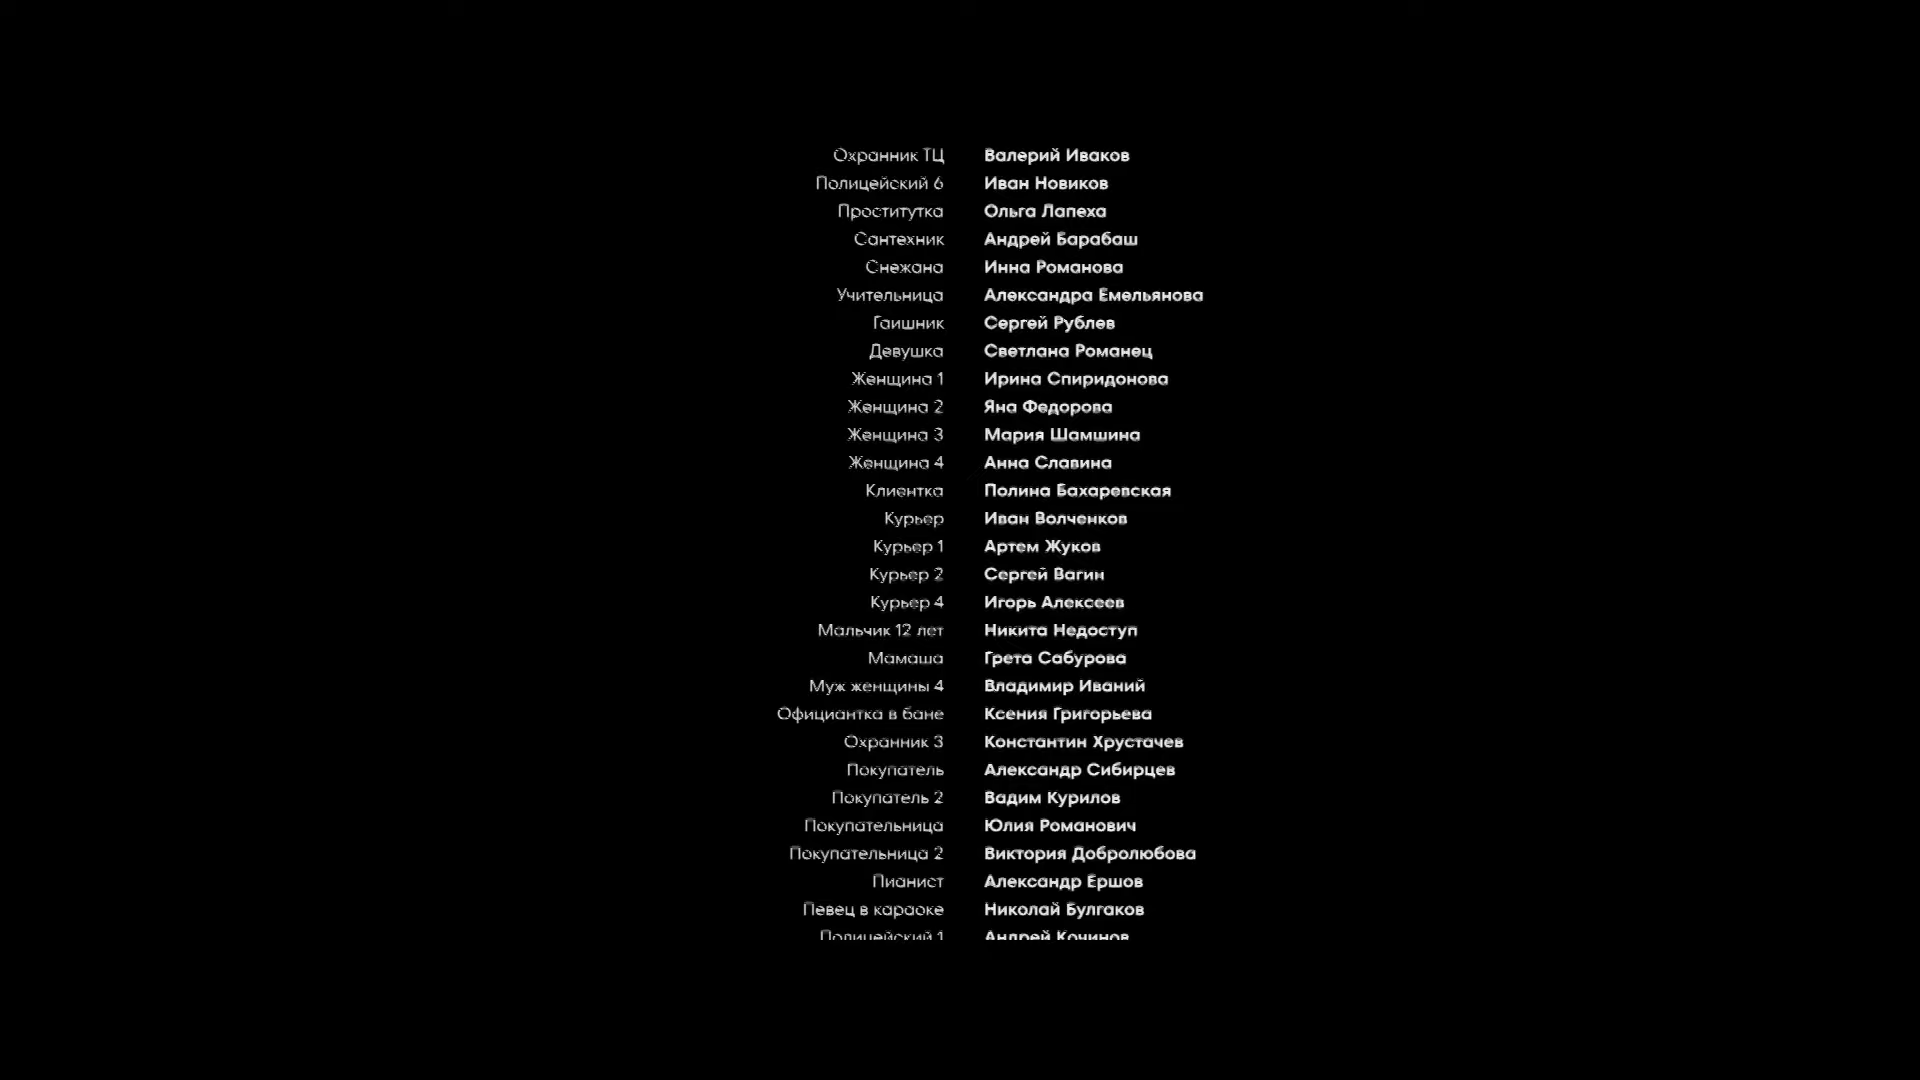 Охранник ТЦ Валерий Иваков
Полицейский 6 Иван Новиков
Проститутка Ольга Лапеха
Сантехник Андрей Барабаш
Снежана Инна Романова
Учительница Александра Емельянова
Гаишник Сергей Рублев
Девушка Светлана Романец
Женщина 1 Ирина Спиридонова
Женщина 2 Яна Федорова
Женщина 3 Мария Шамшина
Женщина 4 Анна Славина
Клиентка Полина Бахаревская
Курьер Иван Волченков
Курьер 1 Артем Жуков
Курьер 2 Сергей Вагин
Курьер 4 Игорь Алексеев
Мальчик 12 лет Никита Недоступ
Мамаша Грета Сабурова
Муж женщины 4 Владимир Иваний
Официантка в бане Ксения Григорьева
Охранник 3 Константин Хрустачев
Покупатель Александр Сибирцев
Покупатель 2 Вадим Курилов
Покупательница Юлия Романович
Покупательница 2 Виктория Добролюбова
Пианист Александр Ершов
Певец в караоке Николай Булгаков
Полицейский 1 Андрей Кочинов